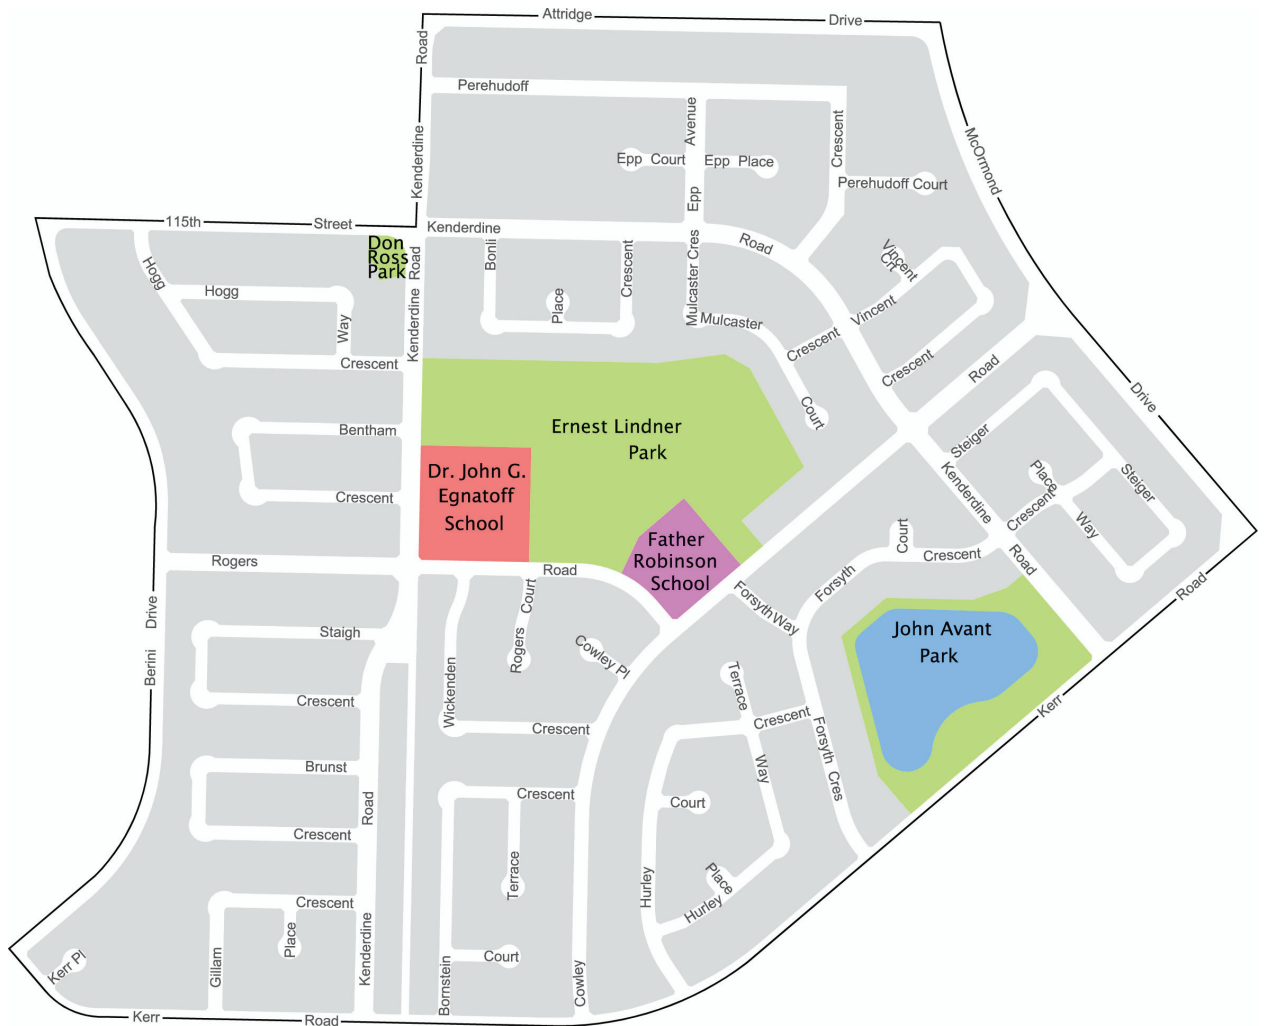 Attridge
Drive
Road
Perehudoff
Kenderdine
Avenue
Crescent
McOrmond
Epp Court
Epp Place
Epp
Perehudoff Court
115th
Street
Kenderdine
Road
Don
Ross
Park
Road
Kenderdine
Bonli
Place
Crescent
Mulcaster Cres
Mulcaster
Court
Vincent
Crt
Vincent
Crescent
Crescent
Hogg
Hogg
Way
Crescent
Road
Drive
Ernest Lindner
Park
Bentham
Crescent
Dr. John G.
Egnatoff
School
Father
Robinson
School
Steiger
Place
Crescent
Steiger
Way
Kenderdine
Road
Court
Crescent
Forsyth
Forsyth Way
Rogers
Road
Road
John Avant
Park
Kerr
Drive
Berini
Staigh
Crescent
Wickenden
Rogers
Court
Cowley Pl
Crescent
Terrace
Crescent
Way
Forsyth Cres
Brunst
Crescent
Road
Kenderdine
Crescent
Terrace
Court
Bornstein
Cowley
Court
Hurley
Place
Hurley
Crescent
Place
Gillam
Kerr Pl
Kerr
Road